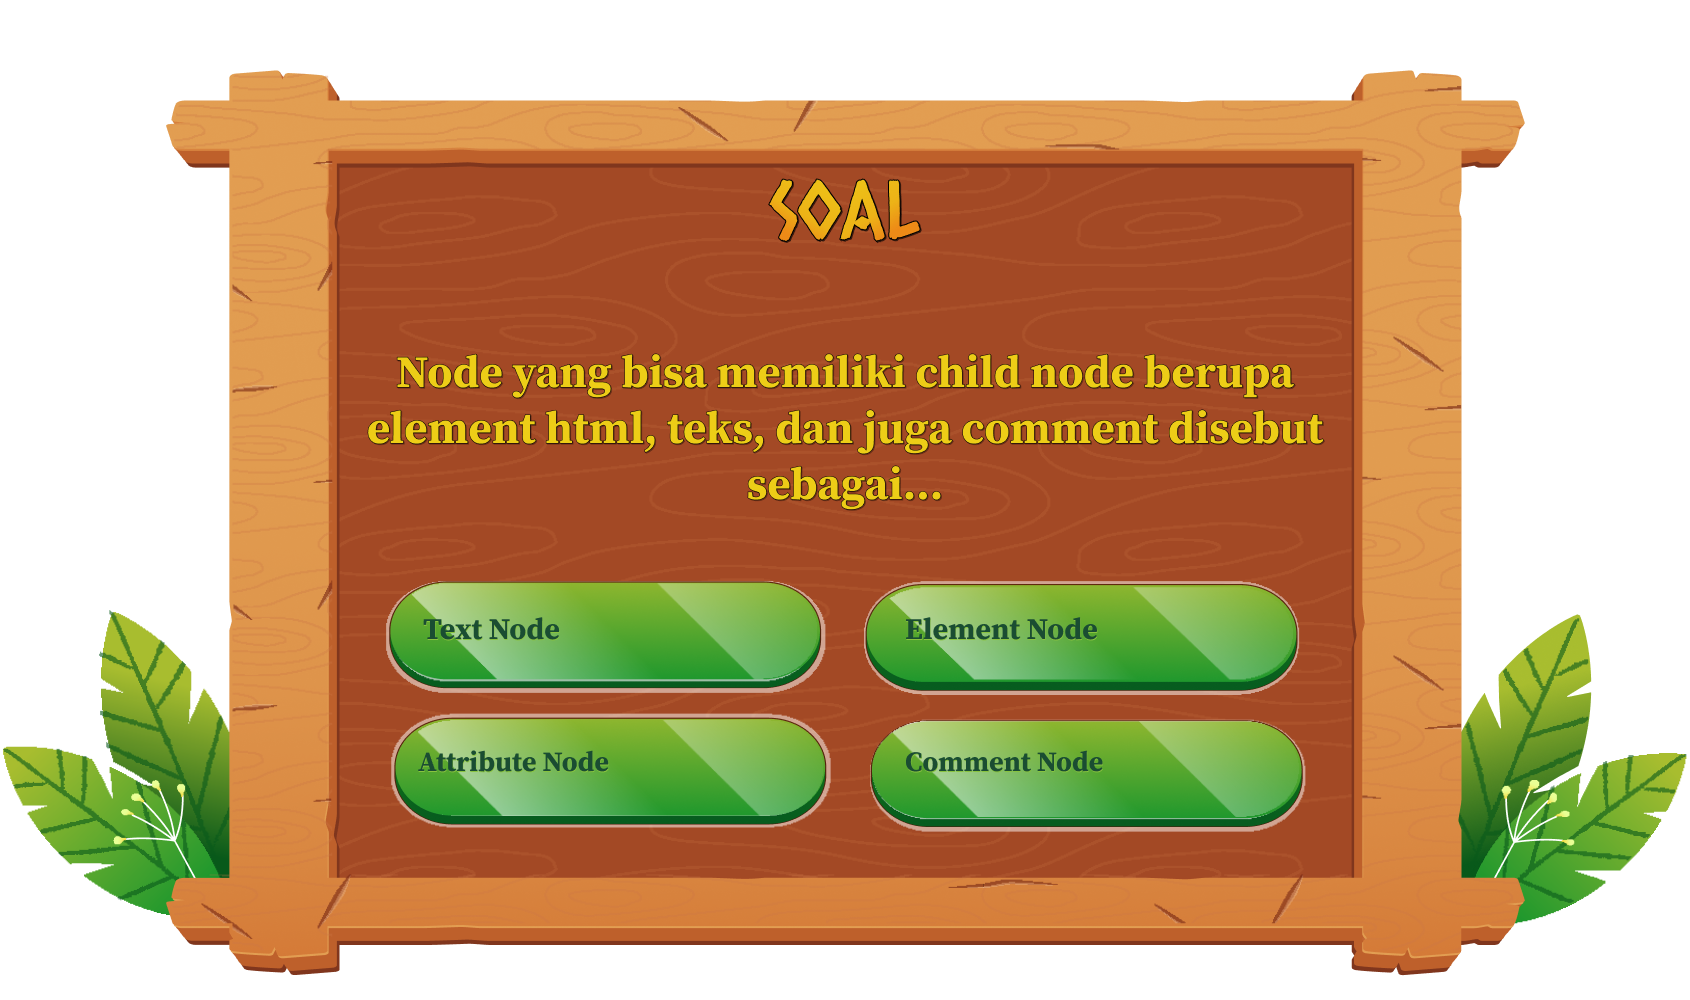 SOAL
Node yang bisa memiliki child node berupa
element html, teks, dan juga comment disebut
sebagai...
Text Node
Element Node
Attribute Node
Comment Node